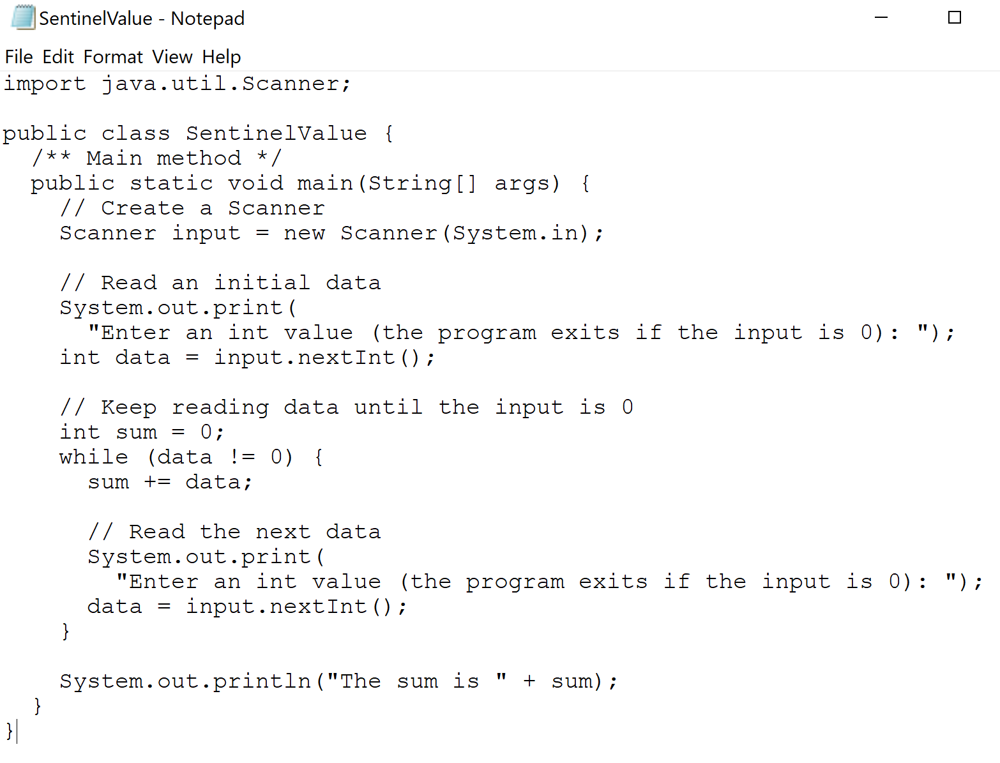 SentinelValue - Notepad
File Edit Format View Help
import java.util.Scanner;
public class SentinelValue {
/** Main method */
public static void main(String[] args) {
// Create a Scanner
Scanner input = new Scanner(System.in);
// Read an initial data
System.out.print(
"Enter an int value (the program exits if the input is 0): ");
int data = input.nextInt();
// Keep reading data until the input is 0
int sum = 0;
while (data != 0) {
sum += data;
// Read the next data
System.out.print(
"Enter an int value (the program exits if the input is 0): ");
data = input.nextInt();
}
System.out.println("The sum is " + sum);
}
}